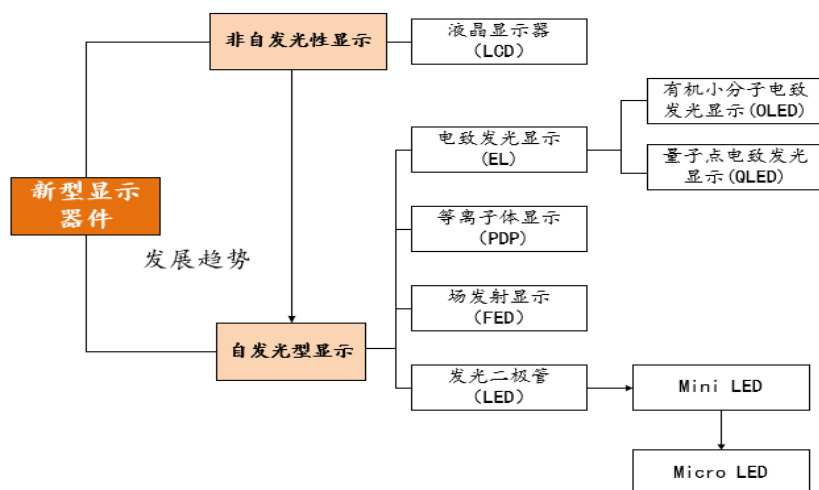 非自发光性显示
液晶显示器
(LCD)
有机小分子电致
发光显示(OLED)
电致发光显示
(EL)
量子点电致发光
显示(QLED)
新型显示
器件
等离子体显示
(PDP)
发展趋势
场发射显示
(FED)
自发光型显示
发光二极管
(LED)
Mini LED
Micro LED